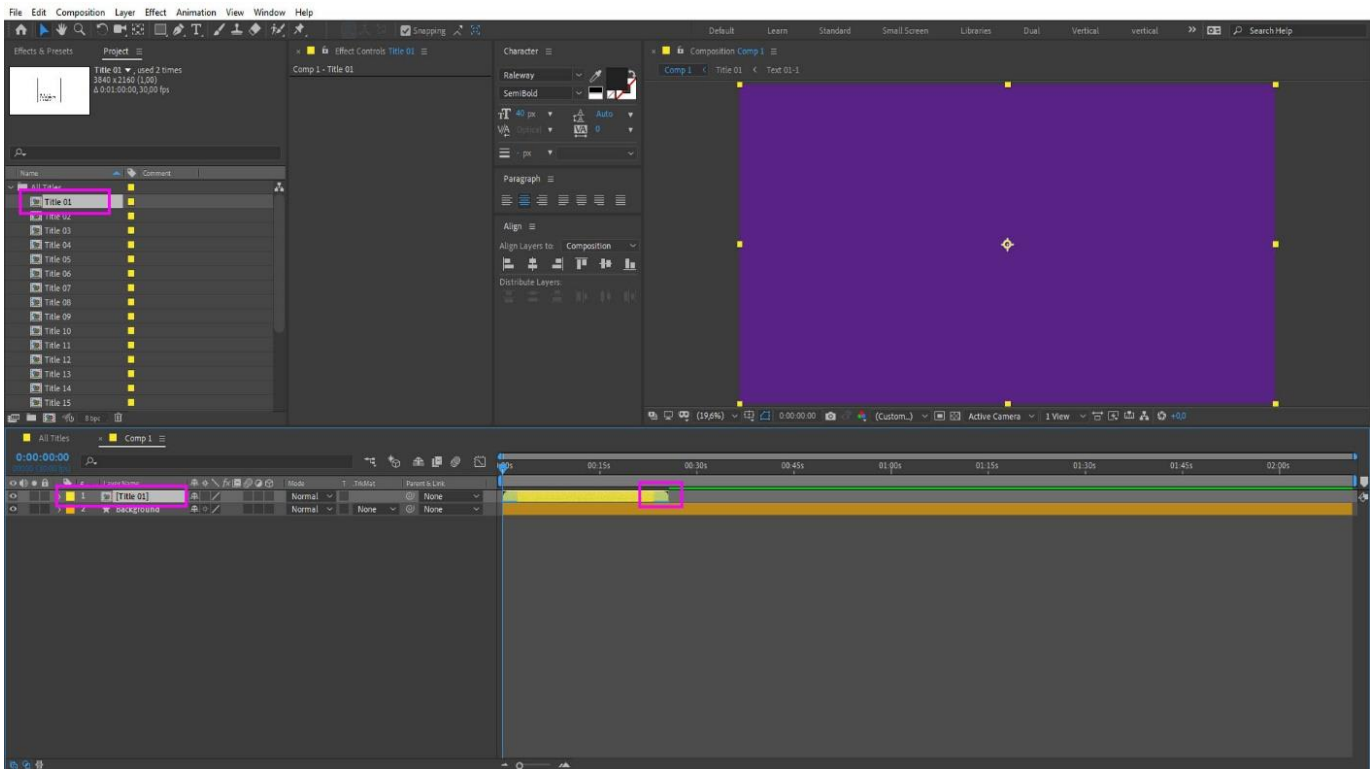 File Edit Composition Layer Effect Animation View Window Help
Snapping
Default Learn Standard Small Screen Libraries Dual Vertical vertical Search Help
Effects & Presets Project
Title 01 , used 2 times
3840 x 2160 (1,00)
Δ 0:01:00:00, 30,00 fps
Name Comment
All Titles
Title 01
Title 02
Title 03
Title 04
Title 05
Title 06
Title 07
Title 08
Title 09
Title 10
Title 11
Title 12
Title 13
Title 14
Title 15
8 bpc
Effect Controls Title 01
Comp 1 - Title 01
Character
Raleway
SemiBold
40 px Auto
Optical 0
- px
Paragraph
Align
Align Layers to: Composition
Distribute Layers:
Composition Comp 1
Comp 1 Title 01 Text 01-1
(19,6%) 0:00:00:00 (Custom...) Active Camera 1 View +0,0
All Titles Comp 1
0:00:00:00
00:15s 00:30s 00:45s 01:00s 01:15s 01:30s 01:45s 02:00s
# Layer Name Mode T .TrkMat Parent & Link
1 [Title 01] Normal None
2 Background Normal None None